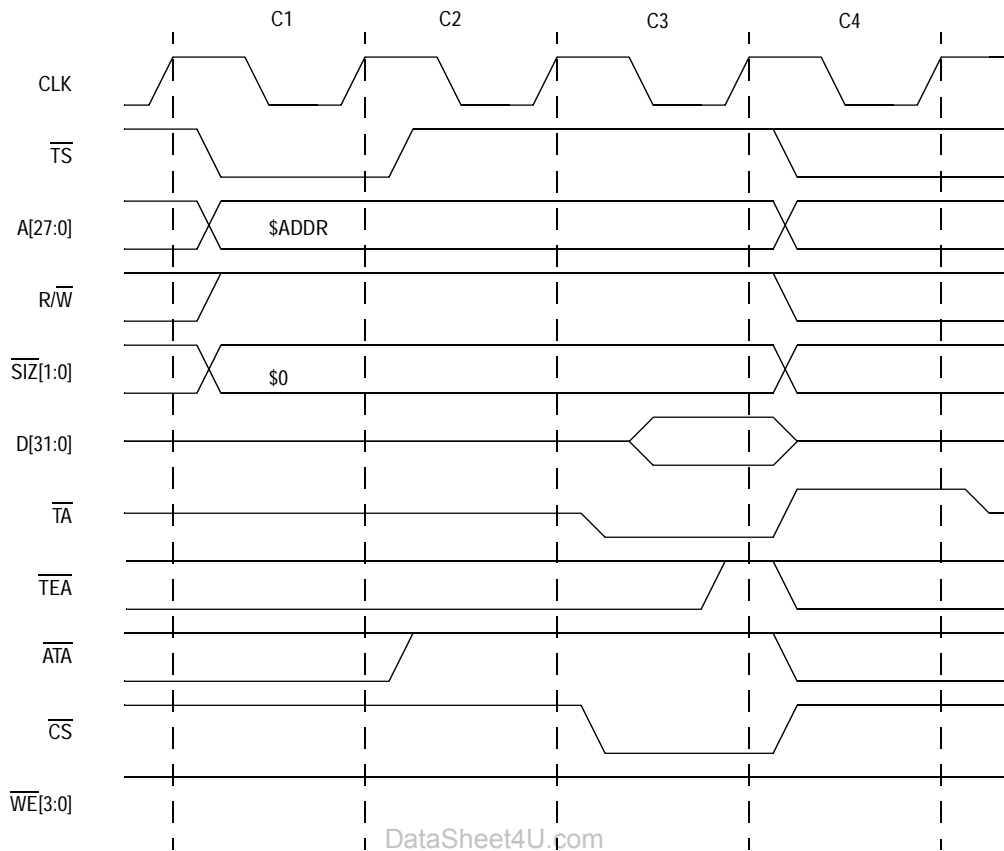 C1 C2 C3 C4
CLK
TS
A[27:0] $ADDR
R/W
SIZ[1:0] $0
D[31:0]
TA
TEA
ATA
CS
WE[3:0]
DataSheet4U.com